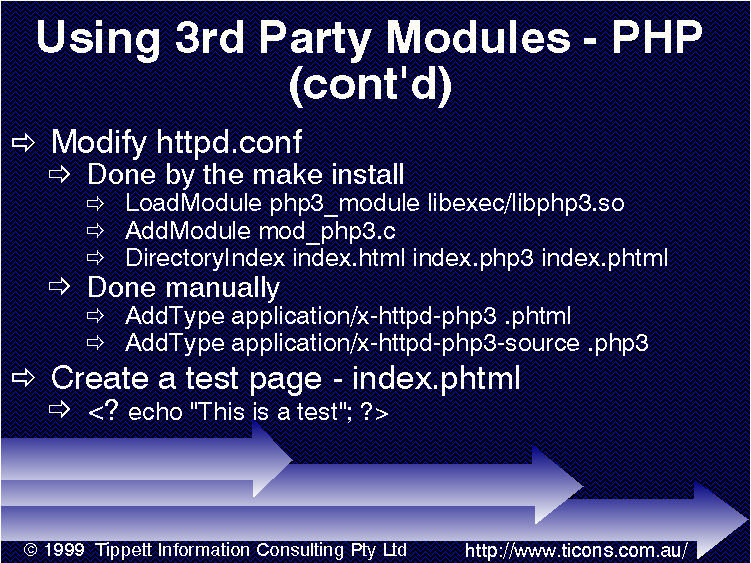 Using 3rd Party Modules - PHP
(cont'd)
⇨ Modify httpd.conf
⇨ Done by the make install
⇨ LoadModule php3_module libexec/libphp3.so
⇨ AddModule mod_php3.c
⇨ DirectoryIndex index.html index.php3 index.phtml
⇨ Done manually
⇨ AddType application/x-httpd-php3 .phtml
⇨ AddType application/x-httpd-php3-source .php3
⇨ Create a test page - index.phtml
⇨ <? echo "This is a test"; ?>
© 1999 Tippett Information Consulting Pty Ltd http://www.ticons.com.au/